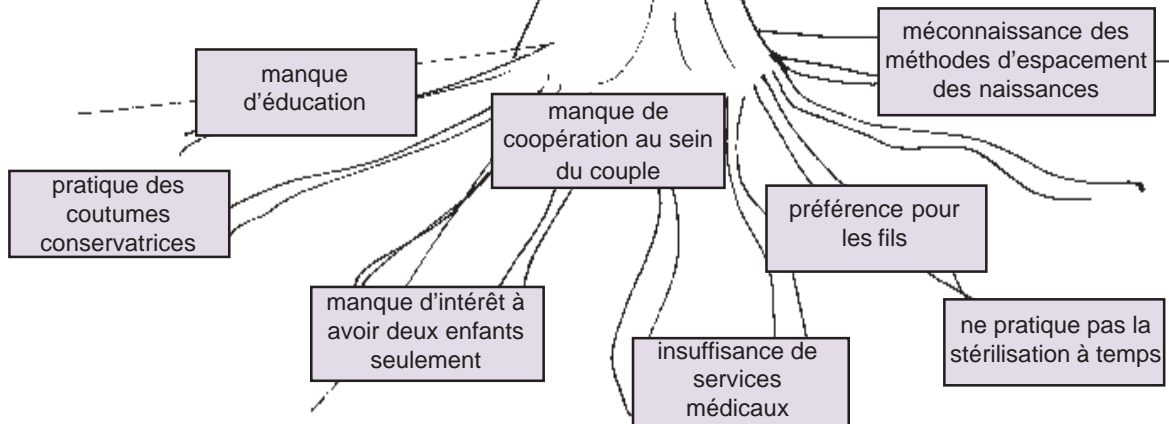 méconnaissance des
méthodes d'espacement
des naissances
manque
d'éducation
manque de
coopération au sein
du couple
pratique des
coutumes
conservatrices
préférence pour
les fils
manque d'intérêt à
avoir deux enfants
seulement
ne pratique pas la
stérilisation à temps
insuffisance de
services
médicaux